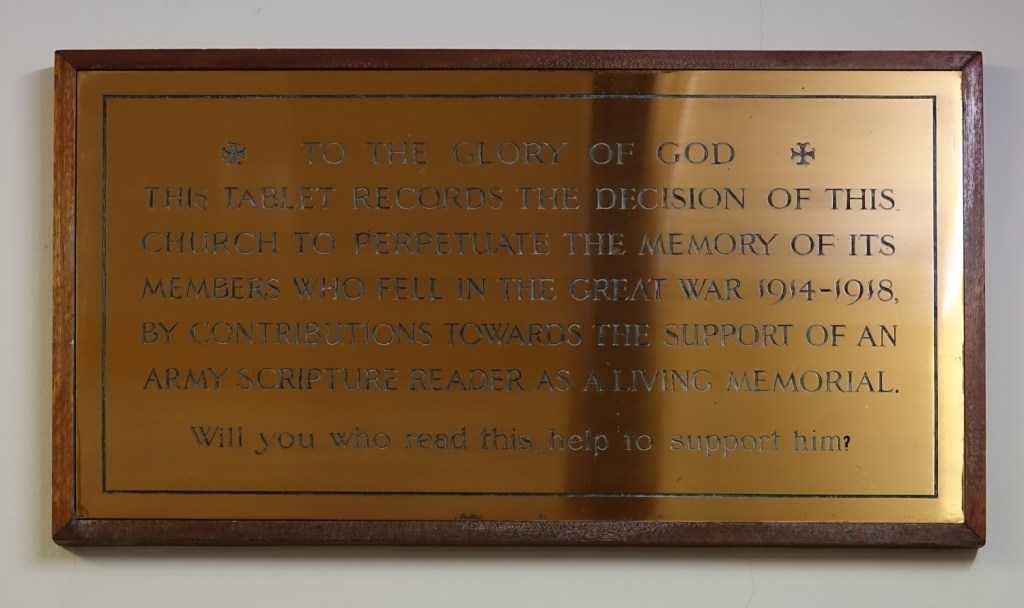 ✠ TO THE GLORY OF GOD ✠
THIS TABLET RECORDS THE DECISION OF THIS
CHURCH TO PERPETUATE THE MEMORY OF ITS
MEMBERS WHO FELL IN THE GREAT WAR 1914-1918,
BY CONTRIBUTIONS TOWARDS THE SUPPORT OF AN
ARMY SCRIPTURE READER AS A LIVING MEMORIAL.
Will you who read this, help to support him?